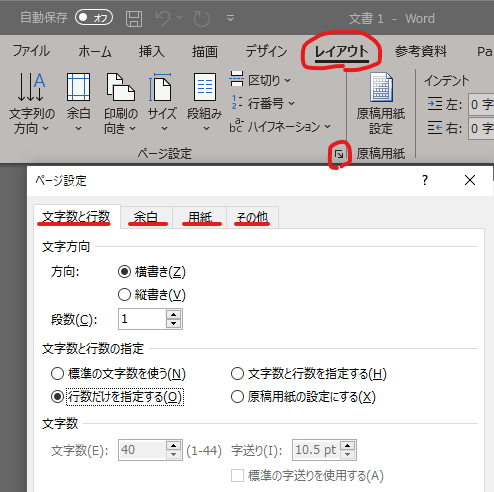 自動保存 オフ 文書 1 - Word
ファイル ホーム 挿入 描画 デザイン レイアウト 参考資料 Pa
文字列の方向 余白 印刷の向き サイズ 段組み 区切り 行番号 ハイフネーション 原稿用紙設定 インデント 左: 0 字 右: 0 字
ページ設定 原稿用紙
ページ設定 ?
文字数と行数 余白 用紙 その他
文字方向
方向: 横書き(Z)
縦書き(V)
段数(C): 1
文字数と行数の指定
標準の文字数を使う(N) 文字数と行数を指定する(H)
行数だけを指定する(O) 原稿用紙の設定にする(X)
文字数
文字数(E): 40 (1-44) 字送り(I): 10.5 pt
標準の字送りを使用する(A)